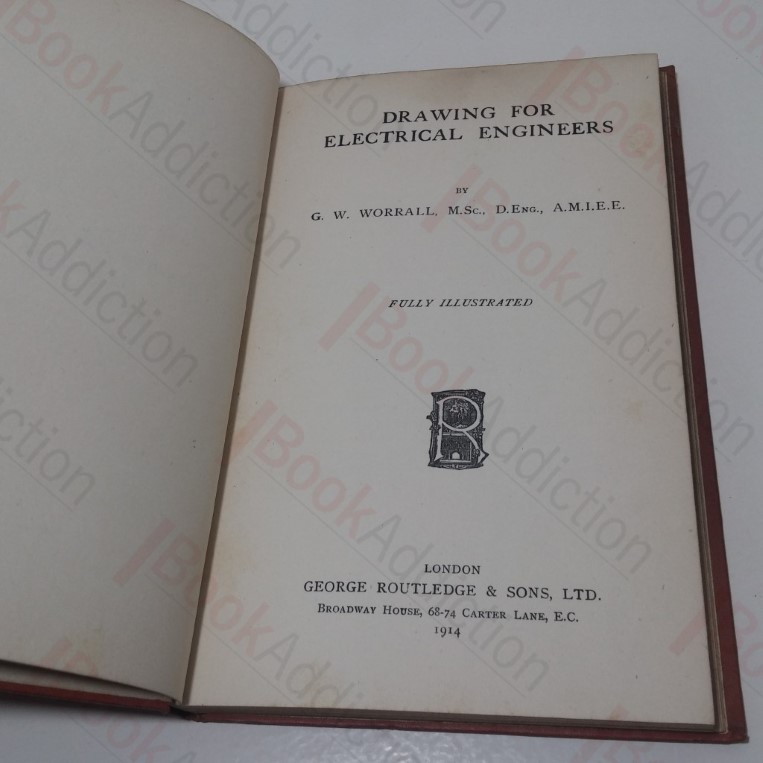 DRAWING FOR
ELECTRICAL ENGINEERS
BY
G. W. WORRALL, M.Sc., D.Eng., A.M.I.E.E.
FULLY ILLUSTRATED
R
LONDON
GEORGE ROUTLEDGE & SONS, LTD.
Broadway House, 68-74 Carter Lane, E.C.
1914
BookAddiction